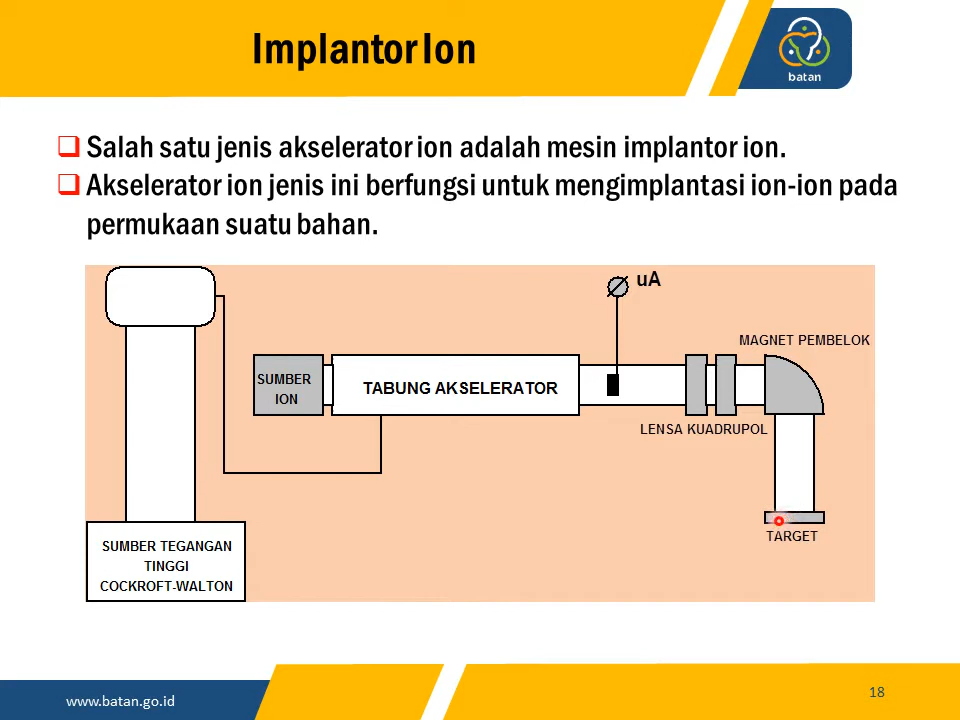 Implantor Ion
batan
Salah satu jenis akselerator ion adalah mesin implantor ion.
Akselerator ion jenis ini berfungsi untuk mengimplantasi ion-ion pada
permukaan suatu bahan.
uA
MAGNET PEMBELOK
SUMBER
ION
TABUNG AKSELERATOR
LENSA KUADRUPOL
TARGET
SUMBER TEGANGAN
TINGGI
COCKROFT-WALTON
www.batan.go.id
18